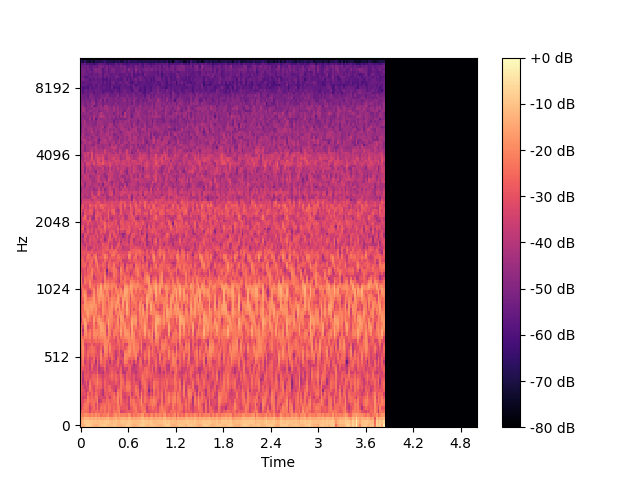 +0 dB
8192
-10 dB
4096
-20 dB
-30 dB
2048
Hz
-40 dB
1024
-50 dB
512
-60 dB
-70 dB
0
-80 dB
0 0.6 1.2 1.8 2.4 3 3.6 4.2 4.8
Time